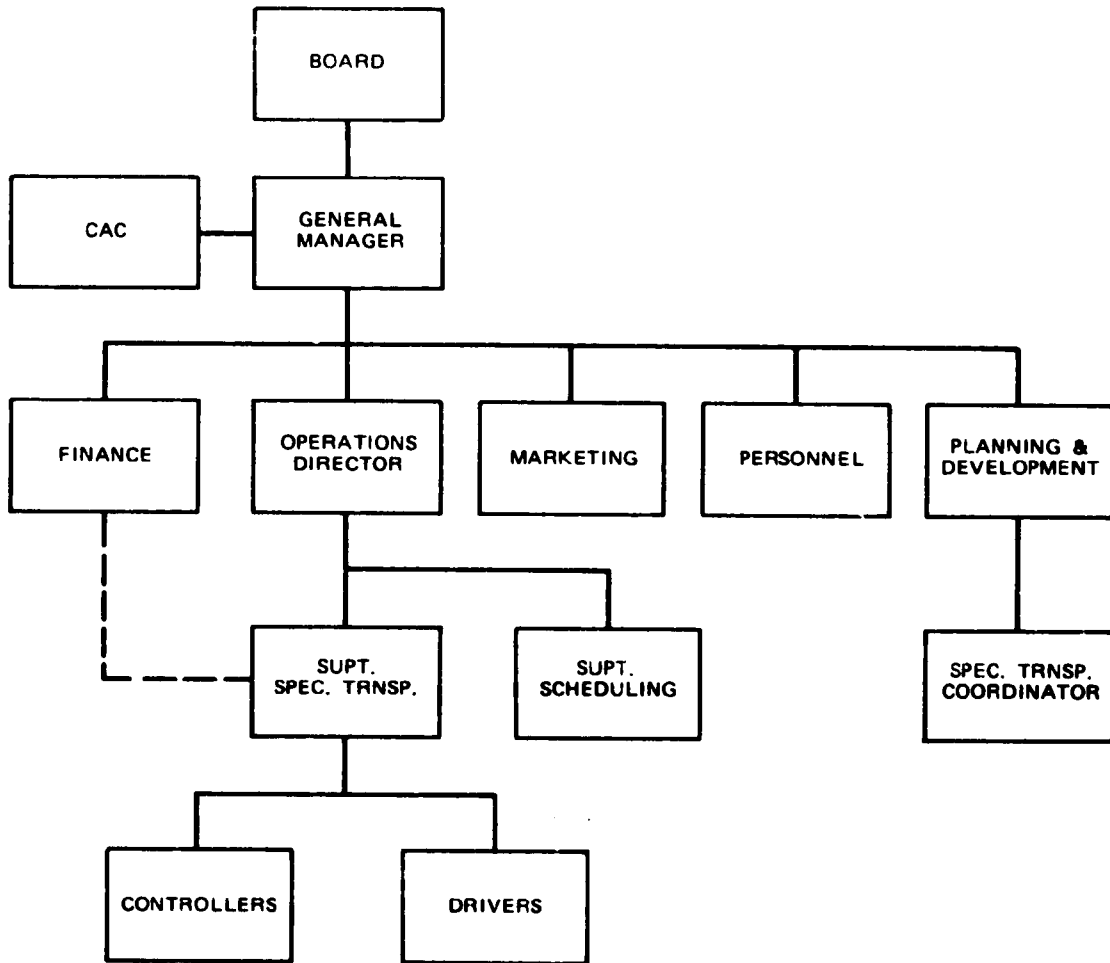 BOARD
CAC
GENERAL
MANAGER
FINANCE
OPERATIONS
DIRECTOR
MARKETING
PERSONNEL
PLANNING &
DEVELOPMENT
SUPT.
SPEC. TRNSP.
SUPT.
SCHEDULING
SPEC. TRNSP.
COORDINATOR
CONTROLLERS
DRIVERS